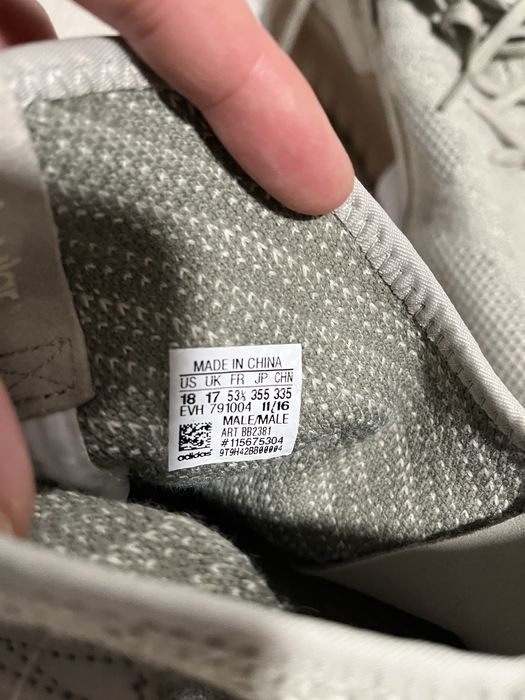 MADE IN CHINA
US UK FR JP CHN
18 17 53⅓ 355 335
EVH 791004 11/16
MALE/MALE
ART BB2381
#115675304
adidas 9T9H42B800004